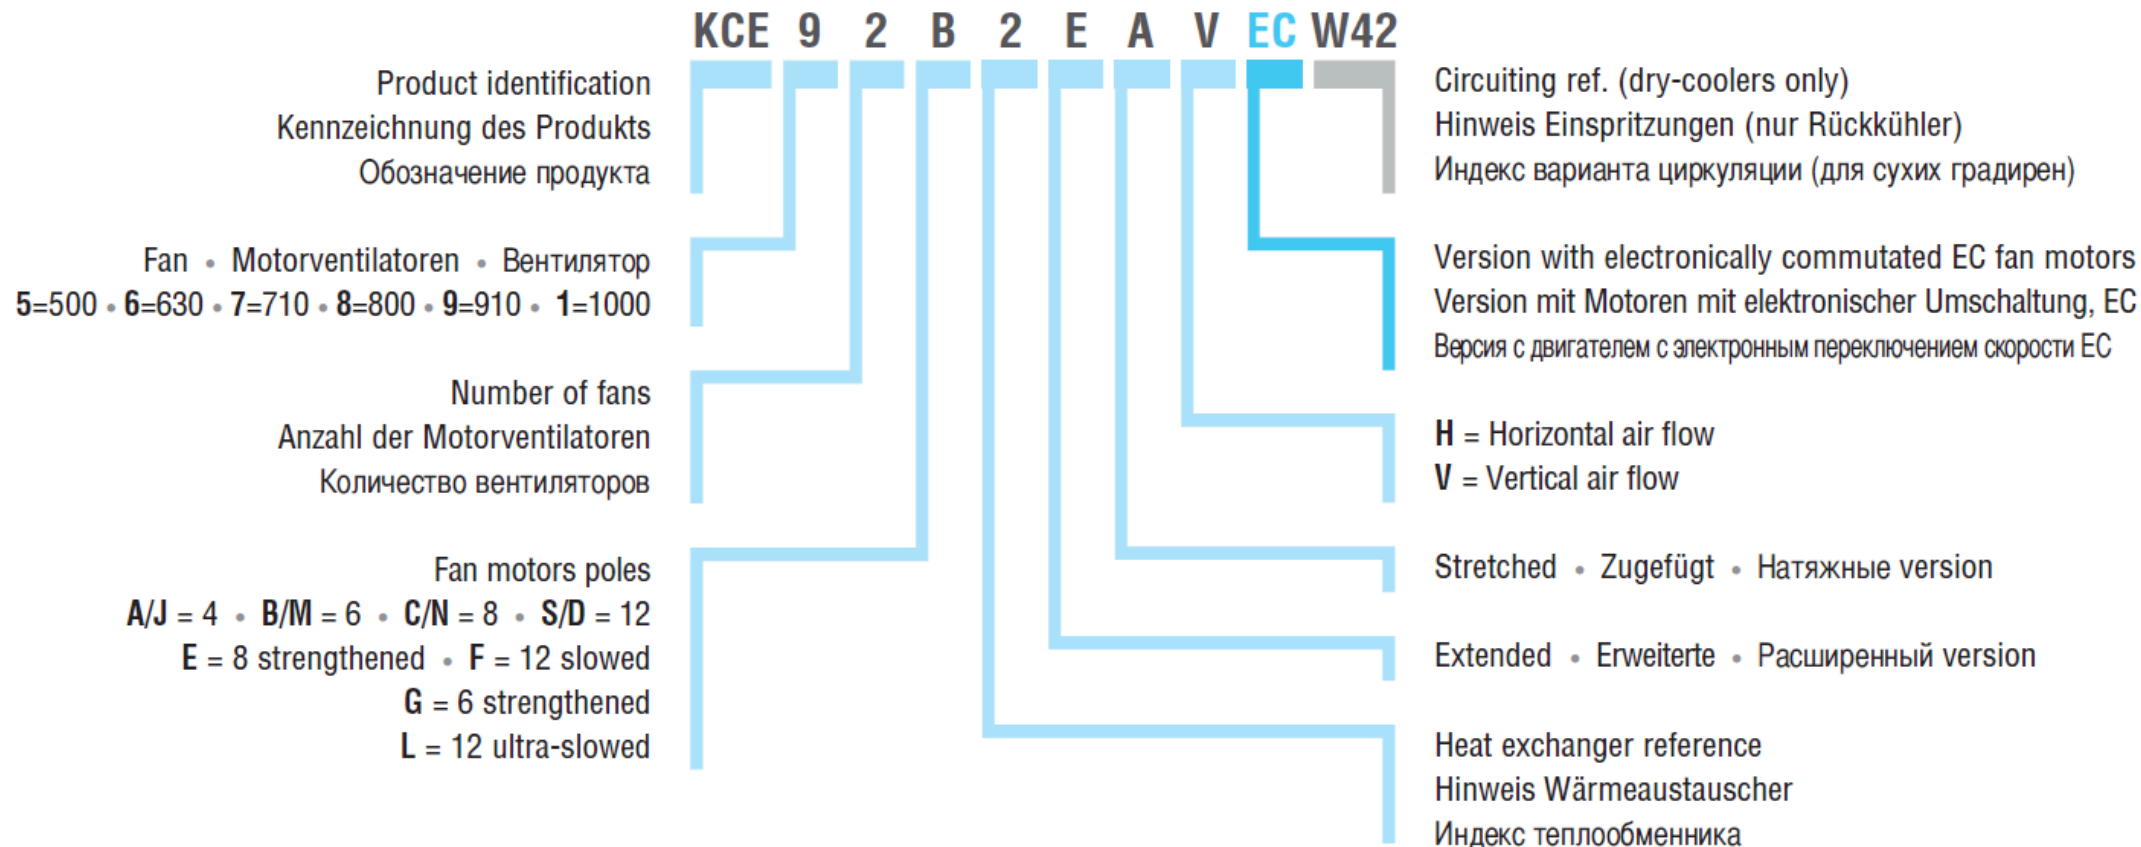 KCE 9 2 B 2 E A V EC W42
Product identification
Kennzeichnung des Produkts
Обозначение продукта
Fan • Motorventilatoren • Вентилятор
5=500 • 6=630 • 7=710 • 8=800 • 9=910 • 1=1000
Number of fans
Anzahl der Motorventilatoren
Количество вентиляторов
Fan motors poles
A/J = 4 • B/M = 6 • C/N = 8 • S/D = 12
E = 8 strengthened • F = 12 slowed
G = 6 strengthened
L = 12 ultra-slowed
Circuiting ref. (dry-coolers only)
Hinweis Einspritzungen (nur Rückkühler)
Индекс варианта циркуляции (для сухих градирен)
Version with electronically commutated EC fan motors
Version mit Motoren mit elektronischer Umschaltung, EC
Версия с двигателем с электронным переключением скорости EC
H = Horizontal air flow
V = Vertical air flow
Stretched • Zugefügt • Натяжные version
Extended • Erweiterte • Расширенный version
Heat exchanger reference
Hinweis Wärmeaustauscher
Индекс теплообменника